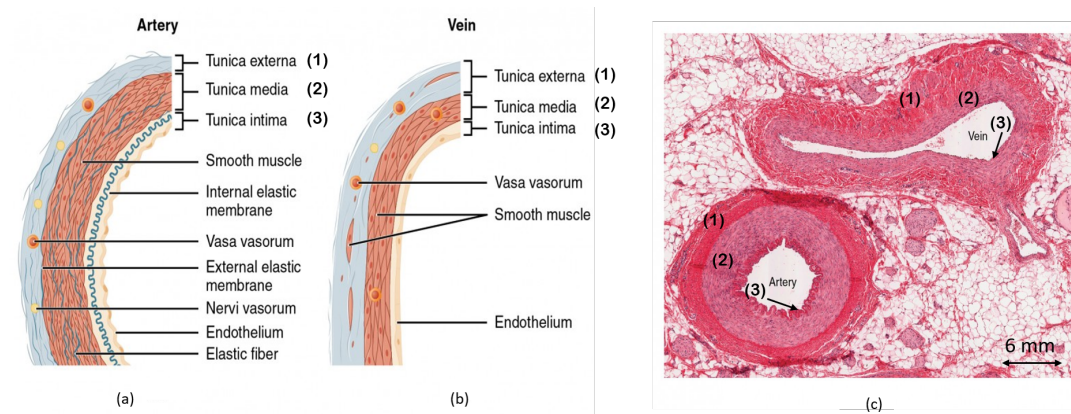 Artery
Tunica externa (1)
Tunica media (2)
Tunica intima (3)
Smooth muscle
Internal elastic
membrane
Vasa vasorum
External elastic
membrane
Nervi vasorum
Endothelium
Elastic fiber
(a)
Vein
Tunica externa (1)
Tunica media (2)
Tunica intima (3)
Vasa vasorum
Smooth muscle
Endothelium
(b)
(1)
(2)
(3)
Vein
(1)
(2)
(3)
Artery
6 mm
(c)